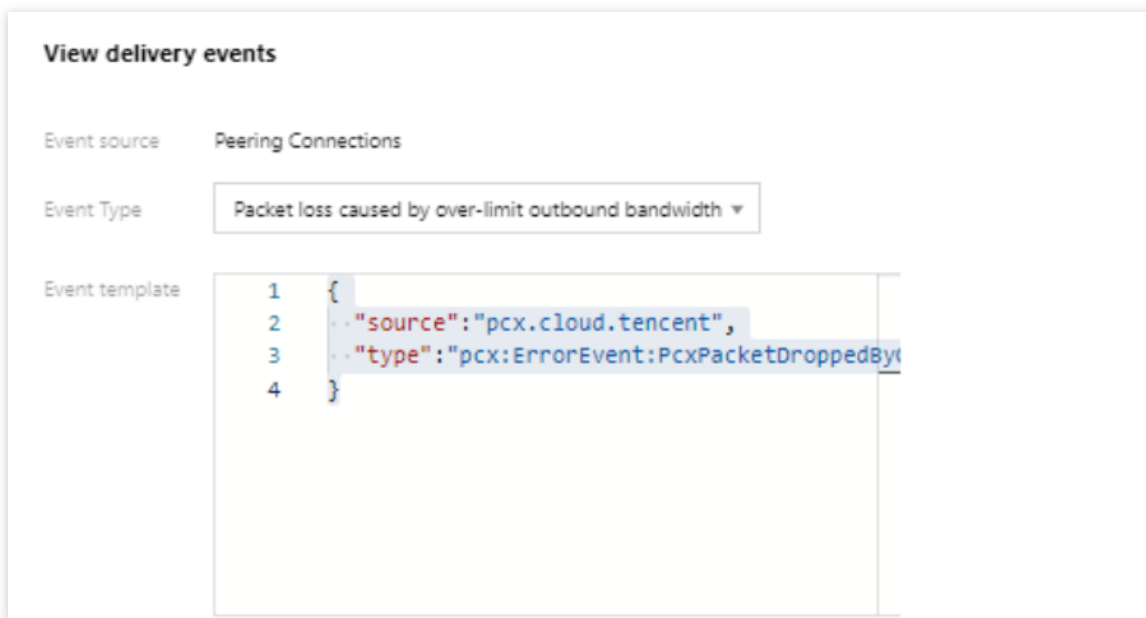 View delivery events
Event source Peering Connections
Event Type Packet loss caused by over-limit outbound bandwidth
Event template
1 {
2 "source":"pcx.cloud.tencent",
3 "type":"pcx:ErrorEvent:PcxPacketDroppedBy
4 }